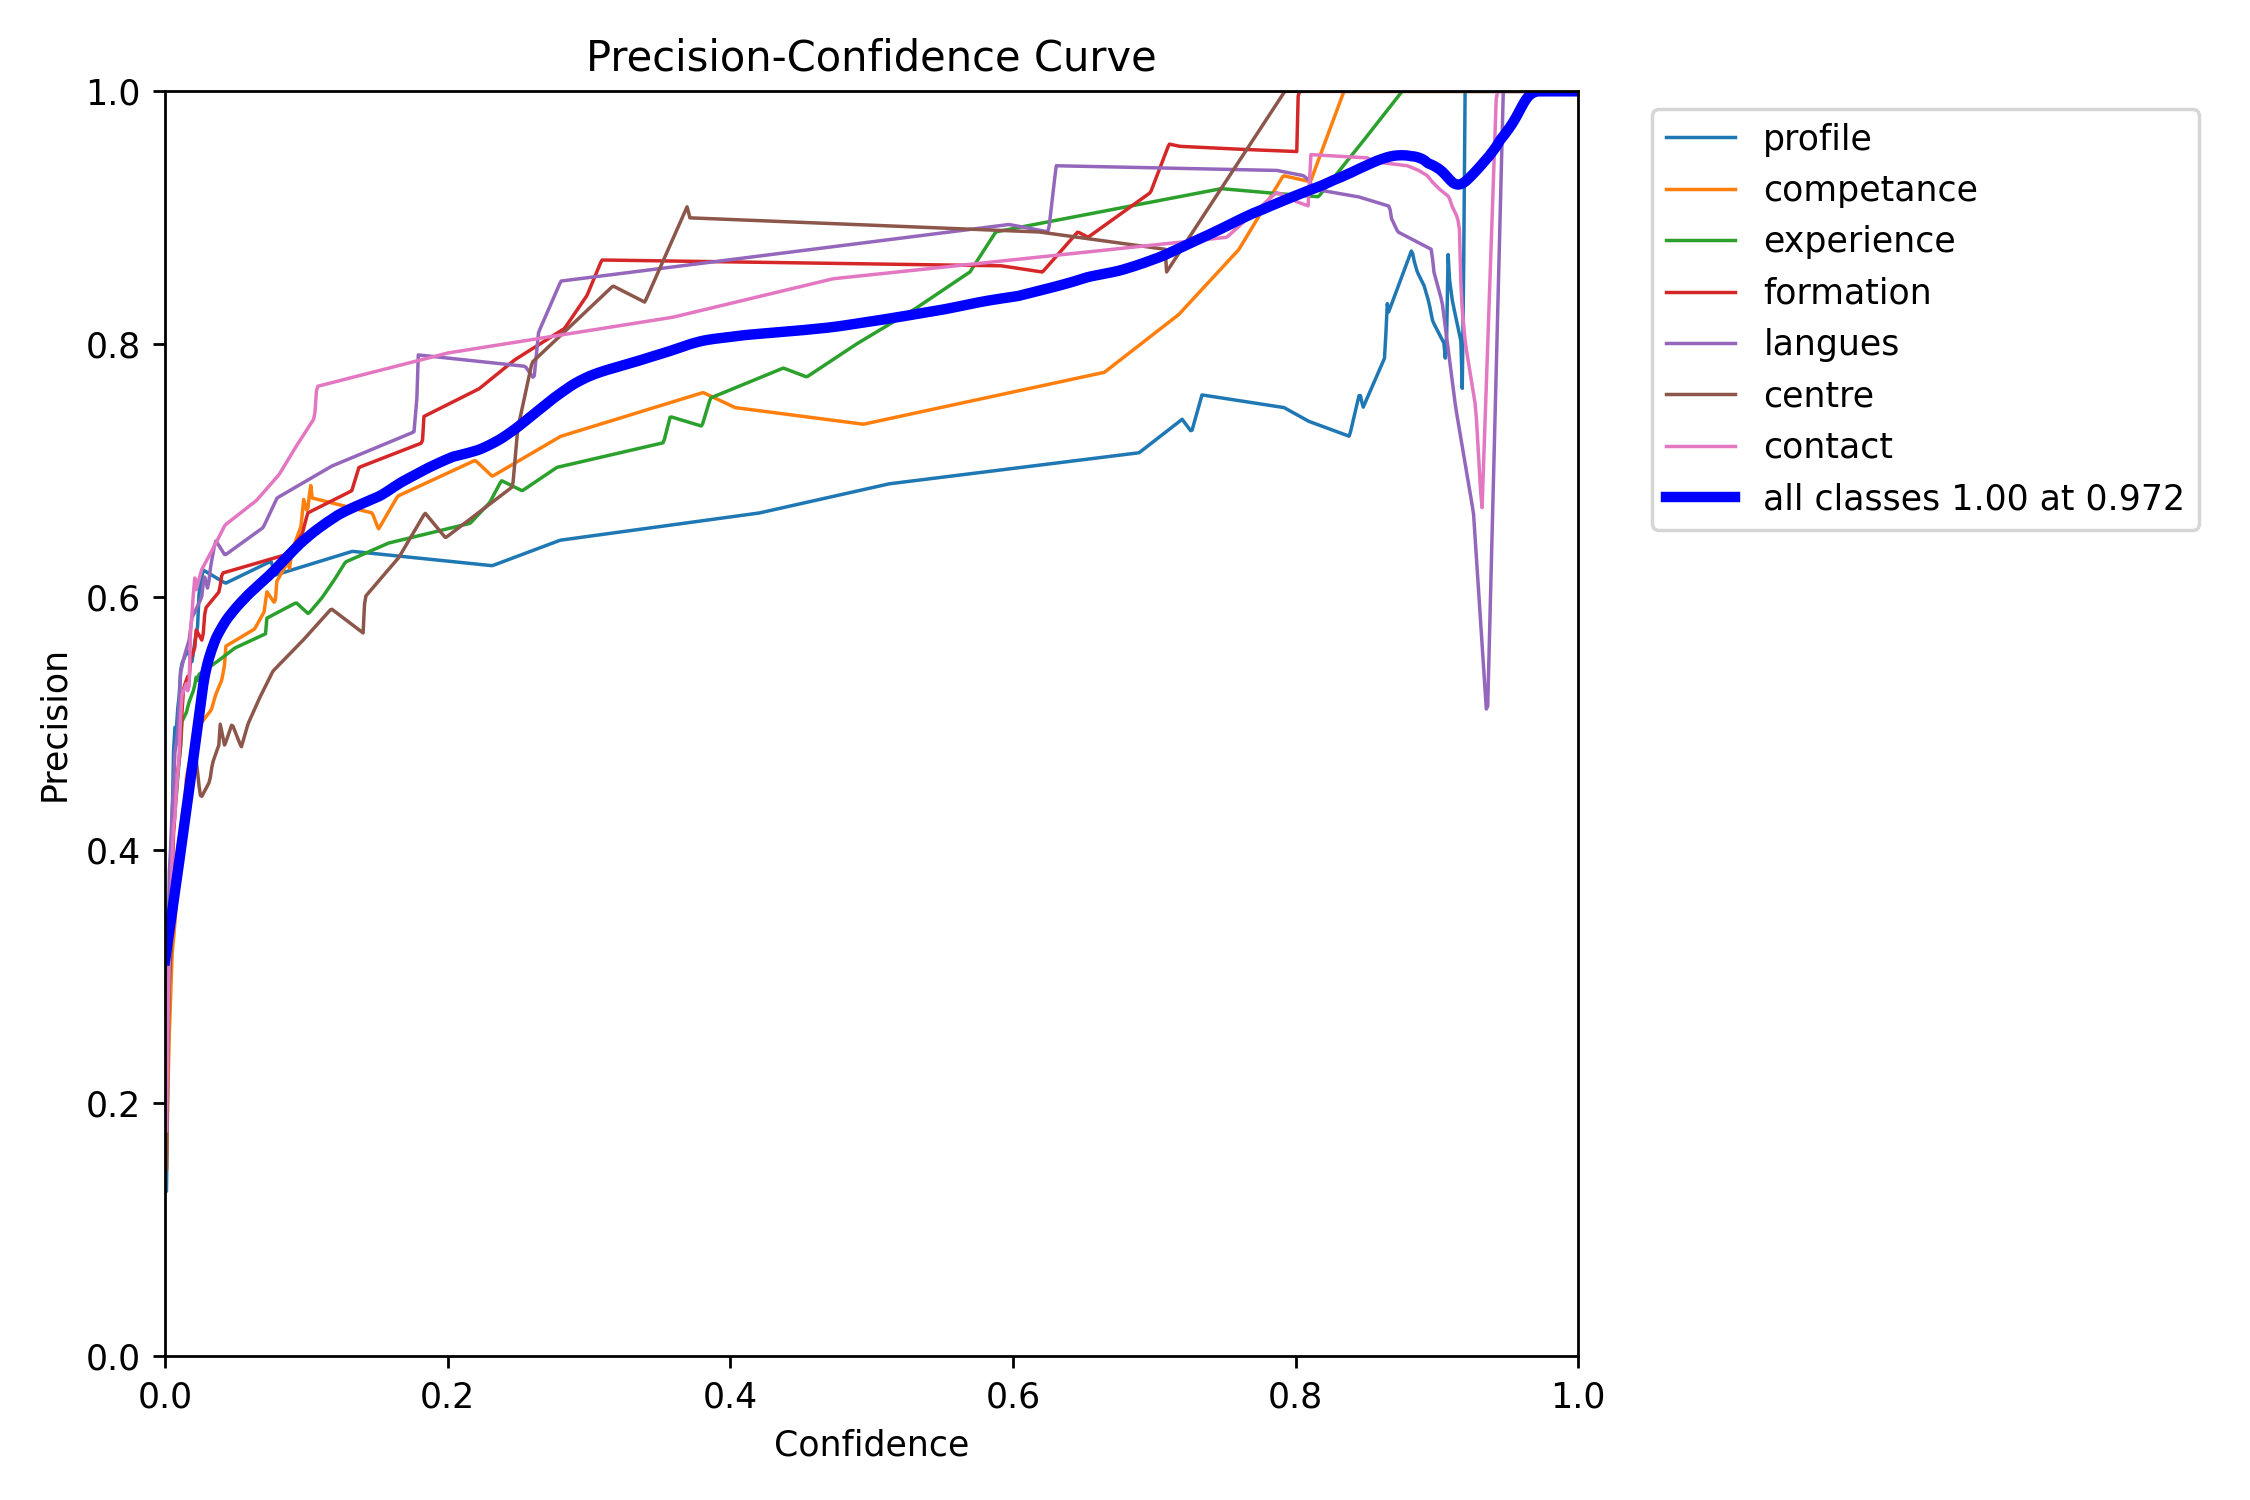 Precision-Confidence Curve
1.0
0.8
0.6
0.4
0.2
0.0
Precision
0.0 0.2 0.4 0.6 0.8 1.0
Confidence
profile
competance
experience
formation
langues
centre
contact
all classes 1.00 at 0.972